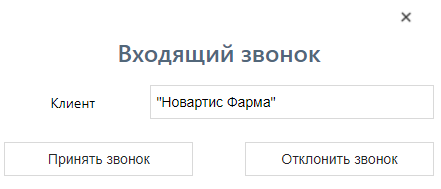 Входящий звонок
Клиент "Новартис Фарма"
Принять звонок Отклонить звонок